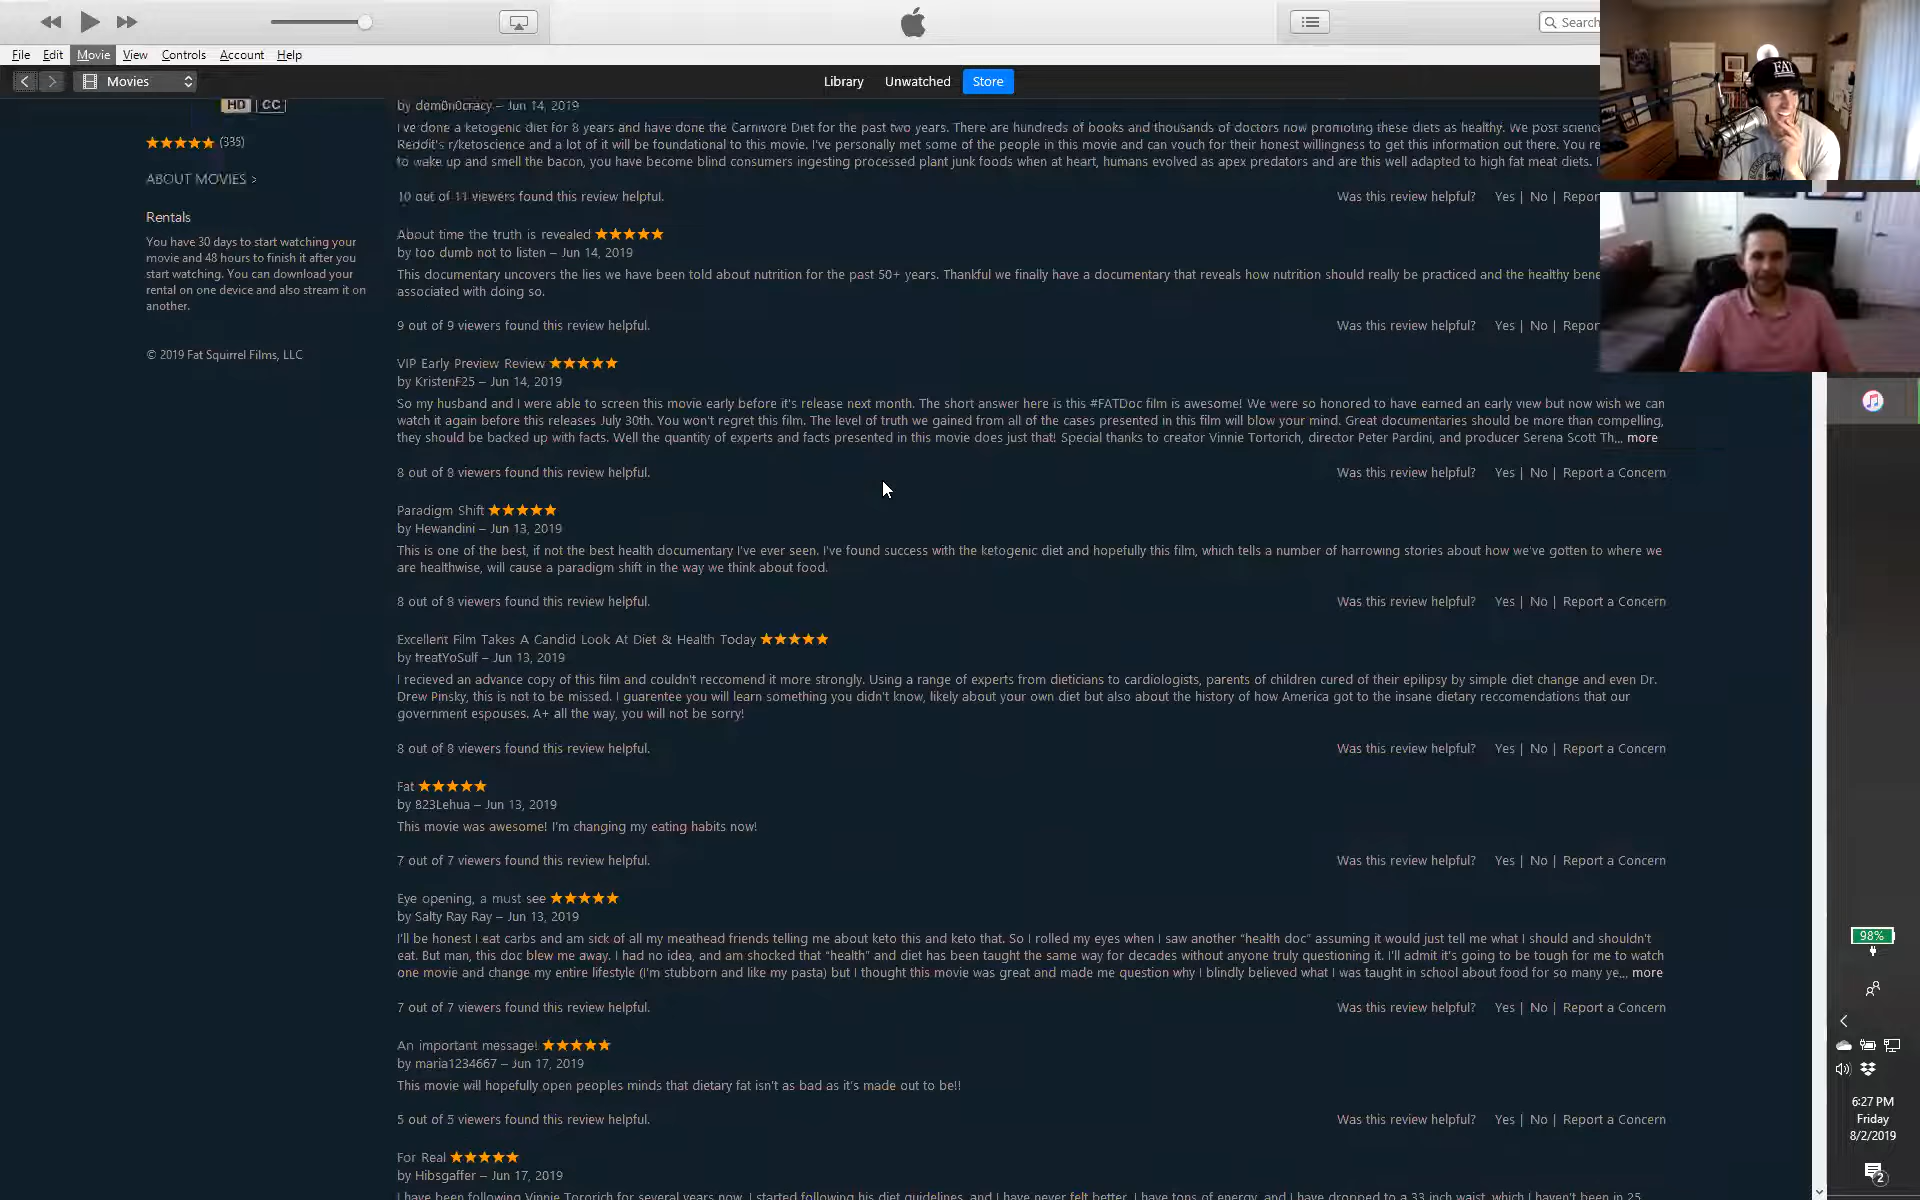 Search
File Edit Movie View Controls Account Help
Movies
Library Unwatched Store
HD CC
★★★★★ (335)
ABOUT MOVIES >
Rentals
You have 30 days to start watching your
movie and 48 hours to finish it after you
start watching. You can download your
rental on one device and also stream it on
another.
© 2019 Fat Squirrel Films, LLC
– Jun 14, 2019
I've done a ketogenic diet for 8 years and have done the Carnivore Diet for the past two years. There are hundreds of books and thousands of doctors now promoting these diets as healthy. We post science
Reddit's r/ketoscience and a lot of it will be foundational to this movie. I've personally met some of the people in this movie and can vouch for their honest willingness to get this information out there. You re
to wake up and smell the bacon, you have become blind consumers ingesting processed plant junk foods when at heart, humans evolved as apex predators and are this well adapted to high fat meat diets. I
10 out of 11 viewers found this review helpful. Was this review helpful? Yes | No | Repor
About time the truth is revealed ★★★★★
by too dumb not to listen – Jun 14, 2019
This documentary uncovers the lies we have been told about nutrition for the past 50+ years. Thankful we finally have a documentary that reveals how nutrition should really be practiced and the healthy bene
associated with doing so.
9 out of 9 viewers found this review helpful. Was this review helpful? Yes | No | Repor
VIP Early Preview Review ★★★★★
by KristenF25 – Jun 14, 2019
So my husband and I were able to screen this movie early before it's release next month. The short answer here is this #FATDoc film is awesome! We were so honored to have earned an early view but now wish we can
watch it again before this releases July 30th. You won't regret this film. The level of truth we gained from all of the cases presented in this film will blow your mind. Great documentaries should be more than compelling,
they should be backed up with facts. Well the quantity of experts and facts presented in this movie does just that! Special thanks to creator Vinnie Tortorich, director Peter Pardini, and producer Serena Scott Th... more
8 out of 8 viewers found this review helpful. Was this review helpful? Yes | No | Report a Concern
Paradigm Shift ★★★★★
by Hewandini – Jun 13, 2019
This is one of the best, if not the best health documentary I've ever seen. I've found success with the ketogenic diet and hopefully this film, which tells a number of harrowing stories about how we've gotten to where we
are healthwise, will cause a paradigm shift in the way we think about food.
8 out of 8 viewers found this review helpful. Was this review helpful? Yes | No | Report a Concern
Excellent Film Takes A Candid Look At Diet & Health Today ★★★★★
by treatYoSulf – Jun 13, 2019
I recieved an advance copy of this film and couldn't reccomend it more strongly. Using a range of experts from dieticians to cardiologists, parents of children cured of their epilipsy by simple diet change and even Dr.
Drew Pinsky, this is not to be missed. I guarentee you will learn something you didn't know, likely about your own diet but also about the history of how America got to the insane dietary reccomendations that our
government espouses. A+ all the way, you will not be sorry!
8 out of 8 viewers found this review helpful. Was this review helpful? Yes | No | Report a Concern
Fat ★★★★★
by 823Lehua – Jun 13, 2019
This movie was awesome! I'm changing my eating habits now!
7 out of 7 viewers found this review helpful. Was this review helpful? Yes | No | Report a Concern
Eye opening, a must see ★★★★★
by Salty Ray Ray – Jun 13, 2019
I'll be honest I eat carbs and am sick of all my meathead friends telling me about keto this and keto that. So I rolled my eyes when I saw another "health doc" assuming it would just tell me what I should and shouldn't
eat. But man, this doc blew me away. I had no idea, and am shocked that "health" and diet has been taught the same way for decades without anyone truly questioning it. I'll admit it's going to be tough for me to watch
one movie and change my entire lifestyle (I'm stubborn and like my pasta) but I thought this movie was great and made me question why I blindly believed what I was taught in school about food for so many ye... more
7 out of 7 viewers found this review helpful. Was this review helpful? Yes | No | Report a Concern
An important message! ★★★★★
by maria1234667 – Jun 17, 2019
This movie will hopefully open peoples minds that dietary fat isn't as bad as it's made out to be!!
5 out of 5 viewers found this review helpful. Was this review helpful? Yes | No | Report a Concern
For Real ★★★★★
by Hibsgaffer – Jun 17, 2019
I have been following Vinnie Tororich for several years now. I started following his diet guidelines, and I have never felt better. I have tons of energy, and I have dropped to a 33 inch waist, which I haven't been in 25
FAT
98%
6:27 PM
Friday
8/2/2019
2